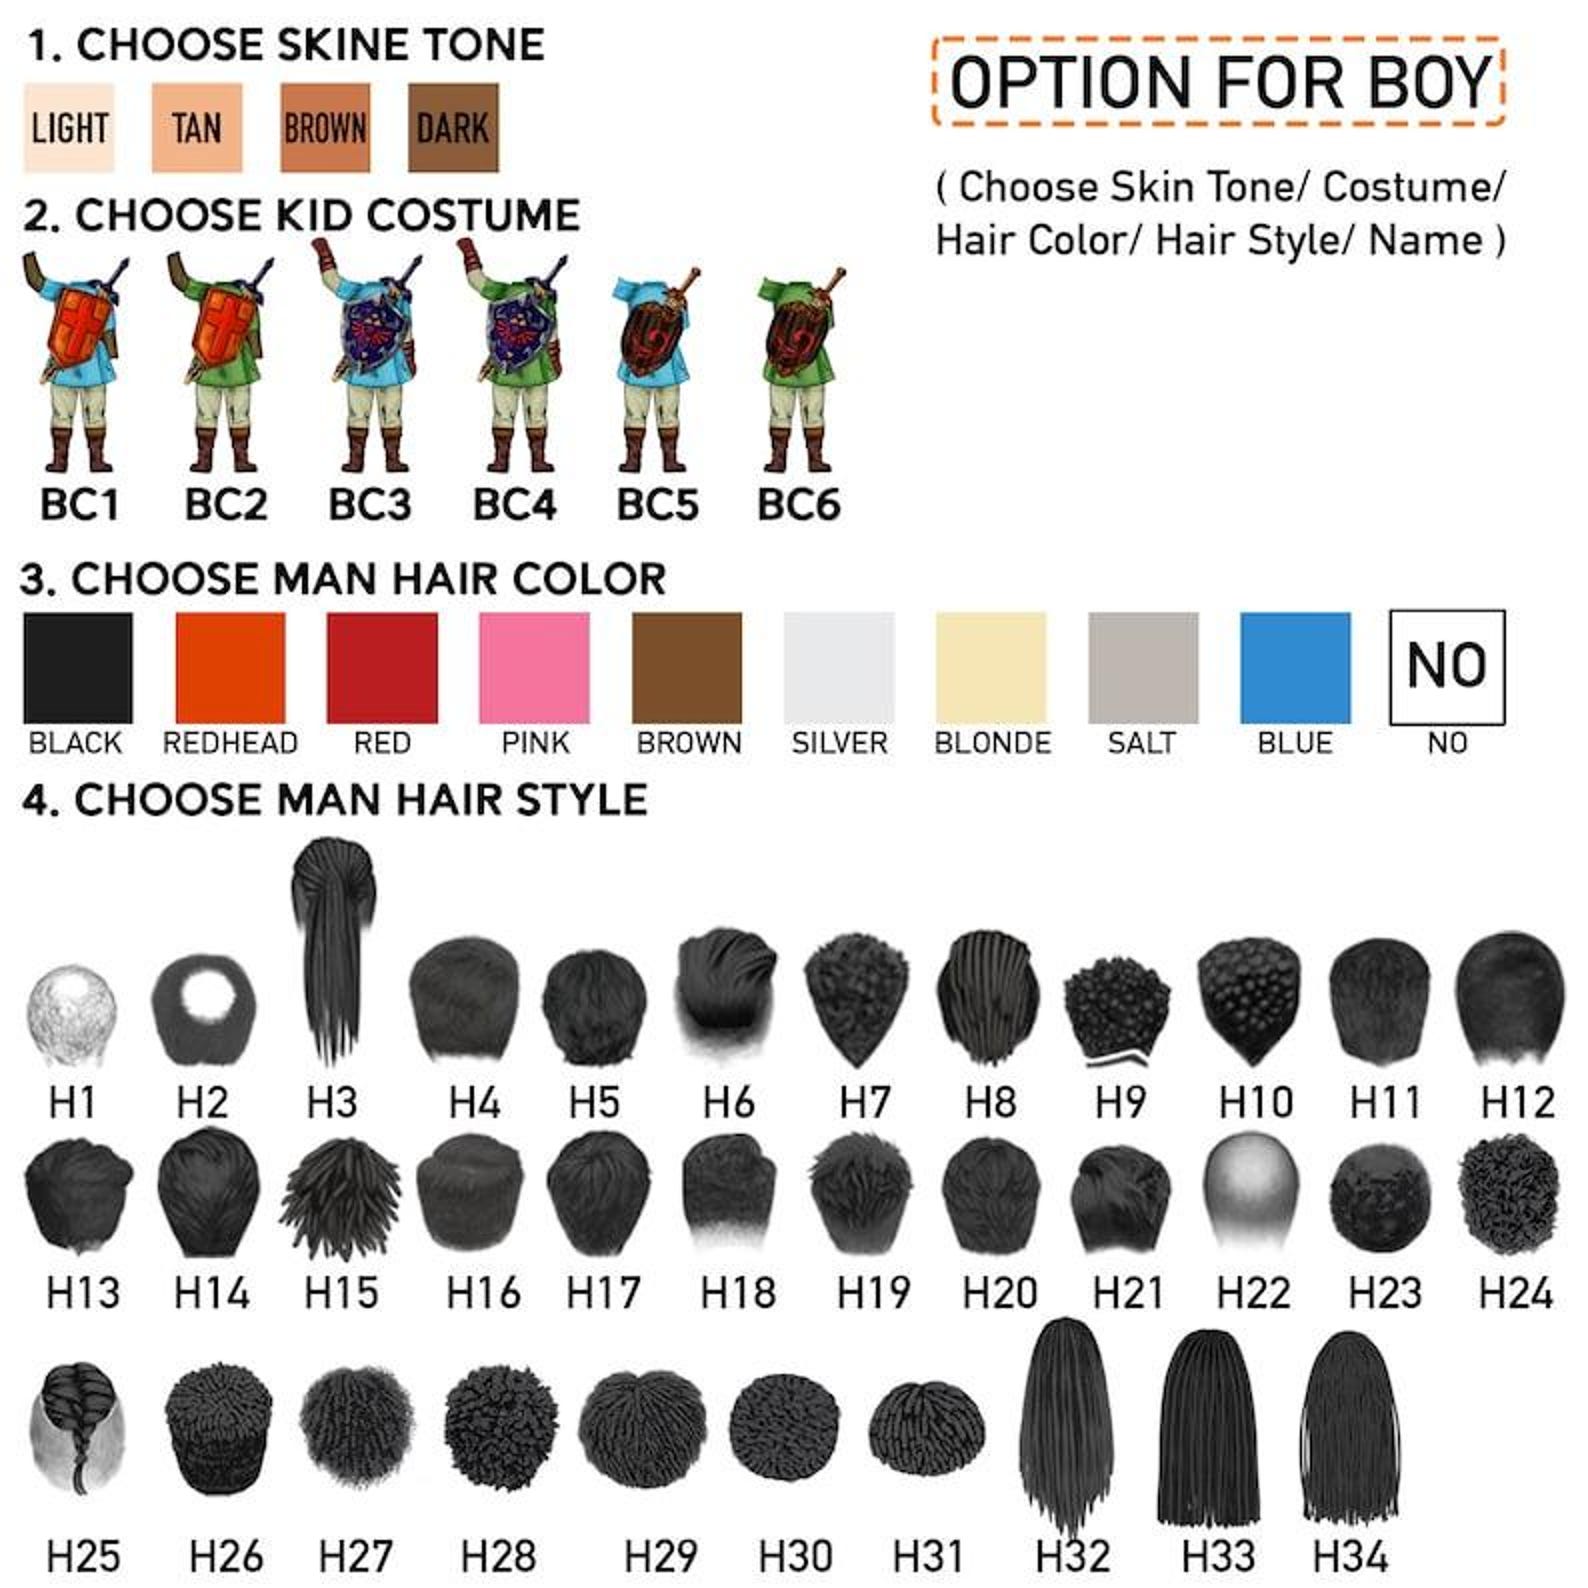 1. CHOOSE SKINE TONE
LIGHT TAN BROWN DARK
OPTION FOR BOY
( Choose Skin Tone/ Costume/
Hair Color/ Hair Style/ Name )
2. CHOOSE KID COSTUME
BC1 BC2 BC3 BC4 BC5 BC6
3. CHOOSE MAN HAIR COLOR
NO
BLACK REDHEAD RED PINK BROWN SILVER BLONDE SALT BLUE NO
4. CHOOSE MAN HAIR STYLE
H1 H2 H3 H4 H5 H6 H7 H8 H9 H10 H11 H12
H13 H14 H15 H16 H17 H18 H19 H20 H21 H22 H23 H24
H25 H26 H27 H28 H29 H30 H31 H32 H33 H34